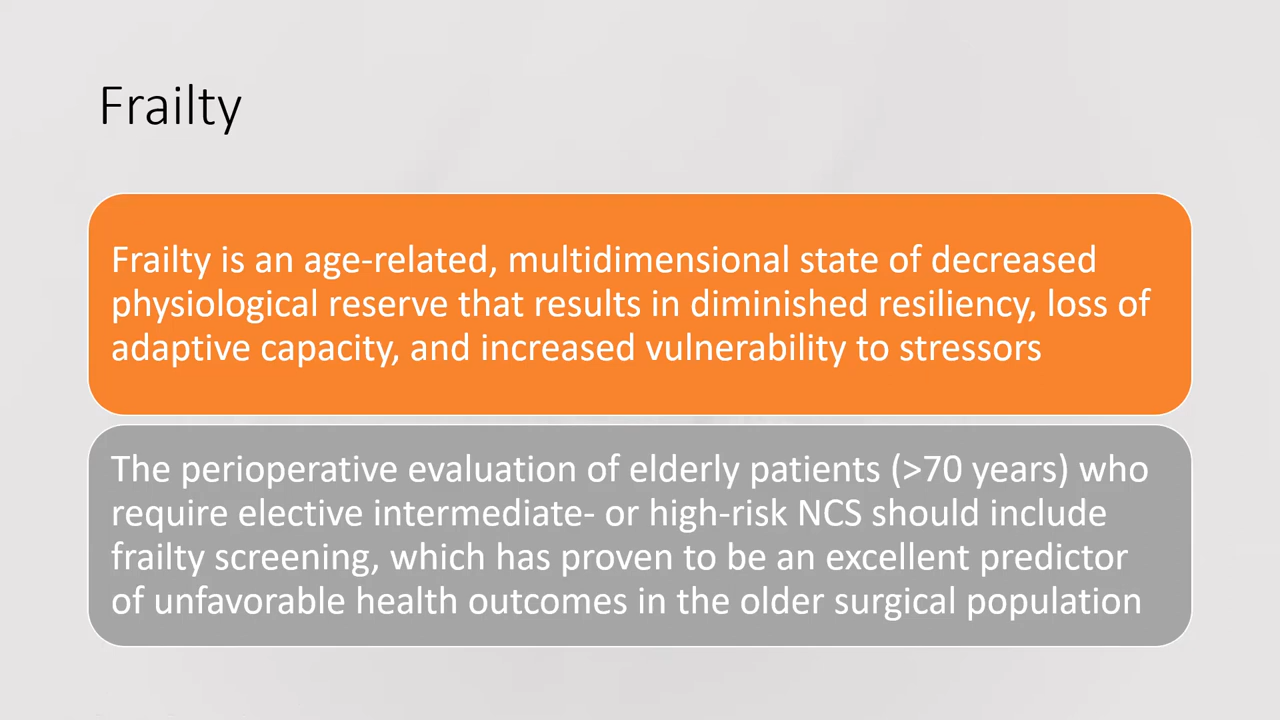 Frailty
Frailty is an age-related, multidimensional state of decreased
physiological reserve that results in diminished resiliency, loss of
adaptive capacity, and increased vulnerability to stressors
The perioperative evaluation of elderly patients (>70 years) who
require elective intermediate- or high-risk NCS should include
frailty screening, which has proven to be an excellent predictor
of unfavorable health outcomes in the older surgical population